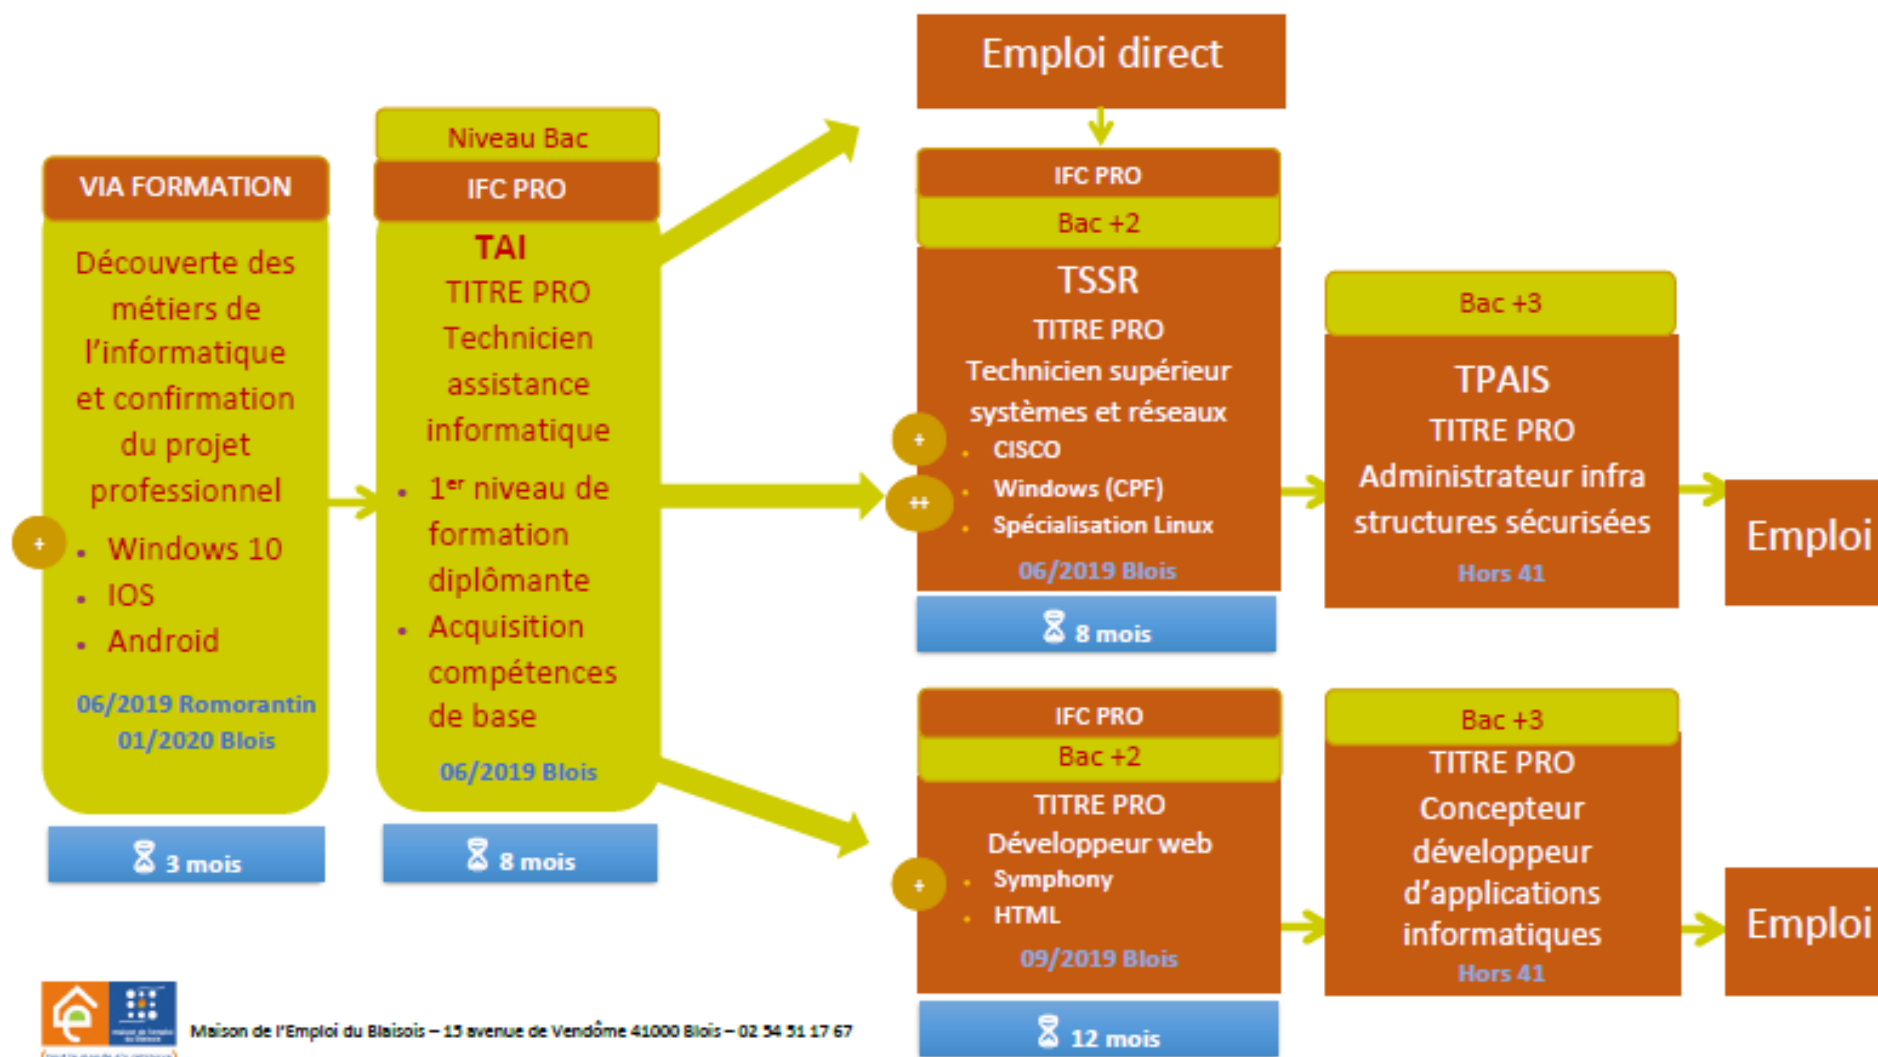 Emploi direct
VIA FORMATION
Découverte des
métiers de
l'informatique
et confirmation
du projet
professionnel
+
• Windows 10
• IOS
• Android
06/2019 Romorantin
01/2020 Blois
3 mois
Niveau Bac
IFC PRO
TAI
TITRE PRO
Technicien
assistance
informatique
• 1er niveau de
formation
diplômante
• Acquisition
compétences
de base
06/2019 Blois
8 mois
IFC PRO
Bac +2
TSSR
TITRE PRO
Technicien supérieur
systèmes et réseaux
+
• CISCO
++
• Windows (CPF)
• Spécialisation Linux
06/2019 Blois
8 mois
Bac +3
TPAIS
TITRE PRO
Administrateur infra
structures sécurisées
Hors 41
Emploi
IFC PRO
Bac +2
TITRE PRO
Développeur web
+
• Symphony
• HTML
09/2019 Blois
12 mois
Bac +3
TITRE PRO
Concepteur
développeur
d'applications
informatiques
Hors 41
Emploi
Maison de l'Emploi du Blaisois – 15 avenue de Vendôme 41000 Blois – 02 54 51 17 67